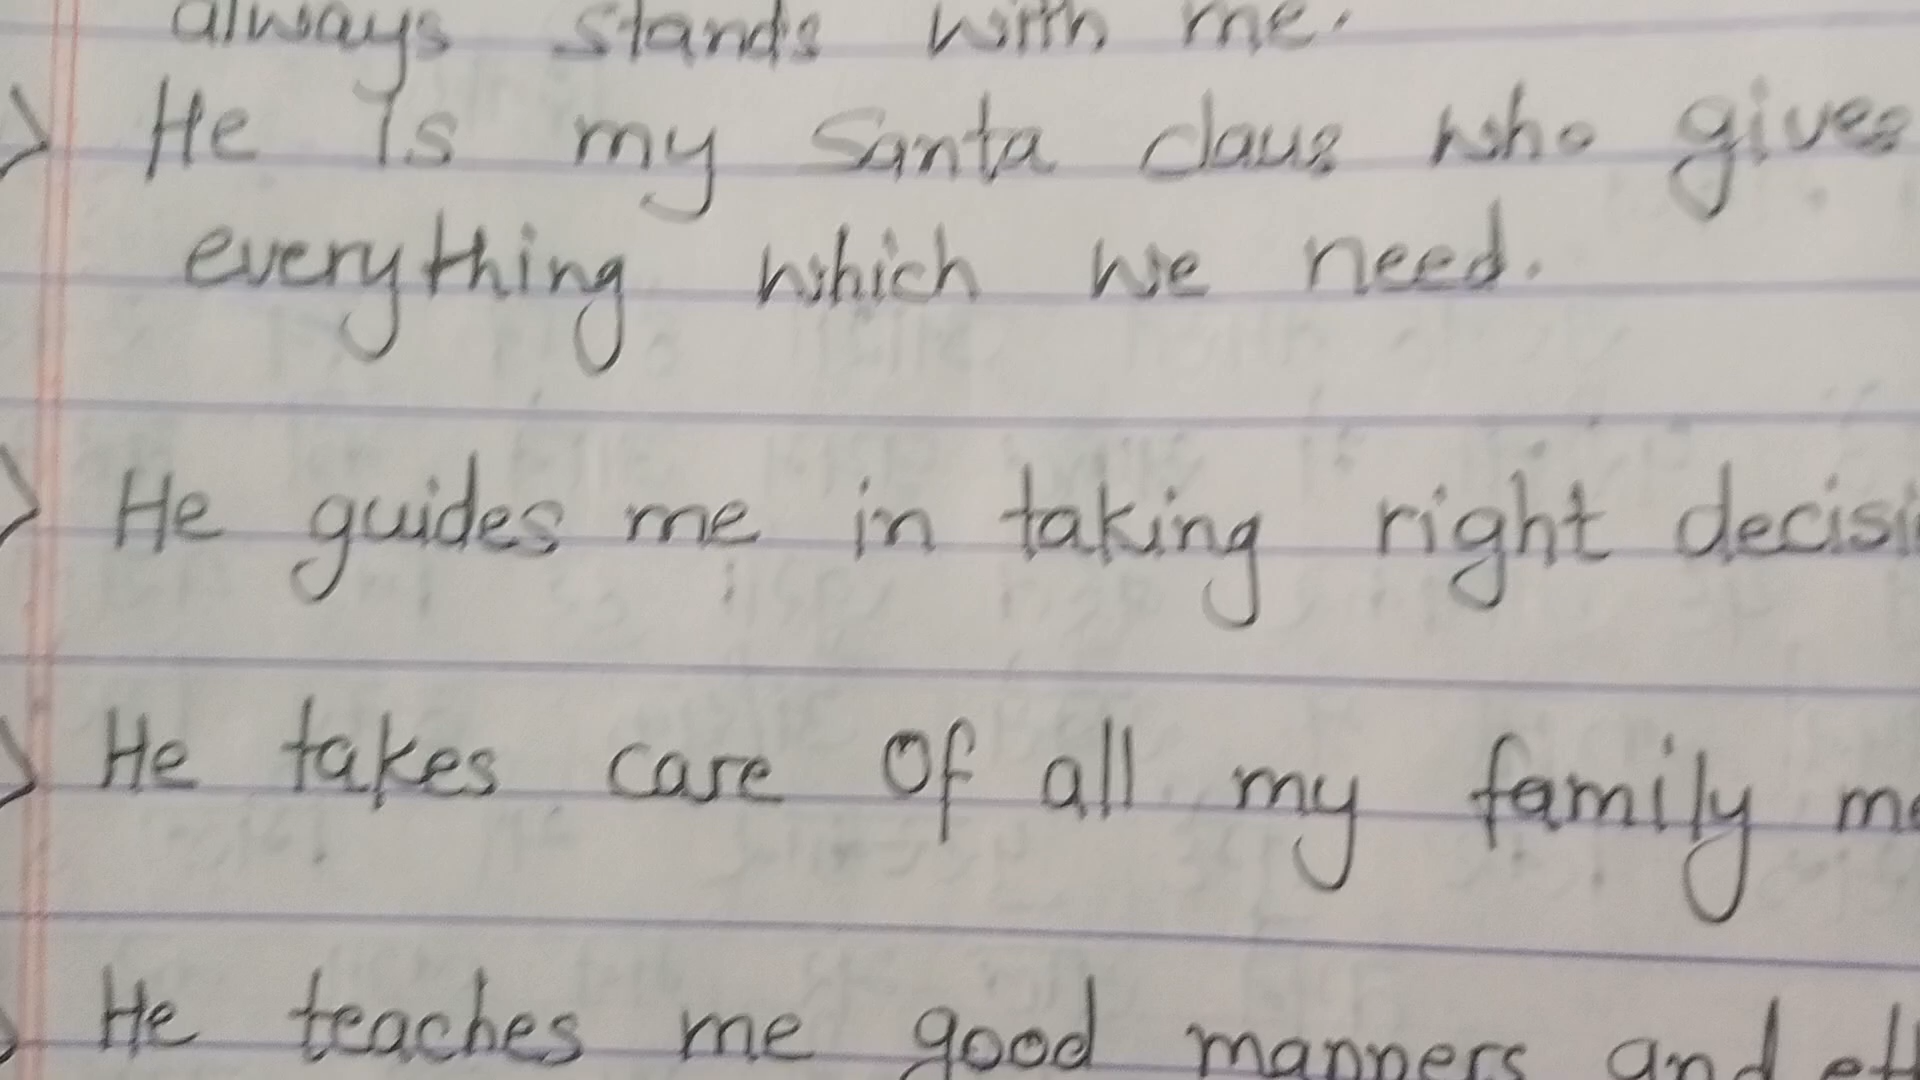 always stands with me.
> He is my Santa claus who gives
everything which we need.
> He guides me in taking right
> He takes care of all my family
He teaches me good manners and